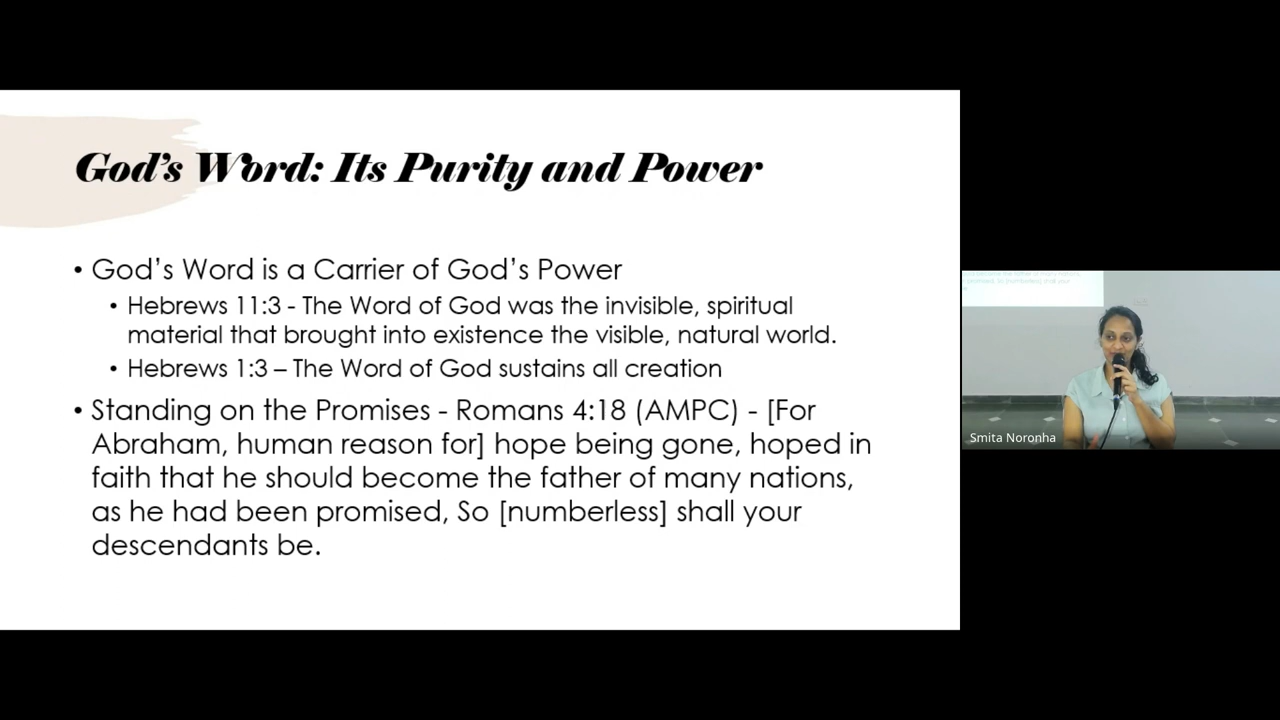 God's Word: Its Purity and Power
• God's Word is a Carrier of God's Power
• Hebrews 11:3 - The Word of God was the invisible, spiritual
material that brought into existence the visible, natural world.
• Hebrews 1:3 – The Word of God sustains all creation
• Standing on the Promises - Romans 4:18 (AMPC) - [For
Abraham, human reason for] hope being gone, hoped in
faith that he should become the father of many nations,
as he had been promised, So [numberless] shall your
descendants be.
Smita Noronha